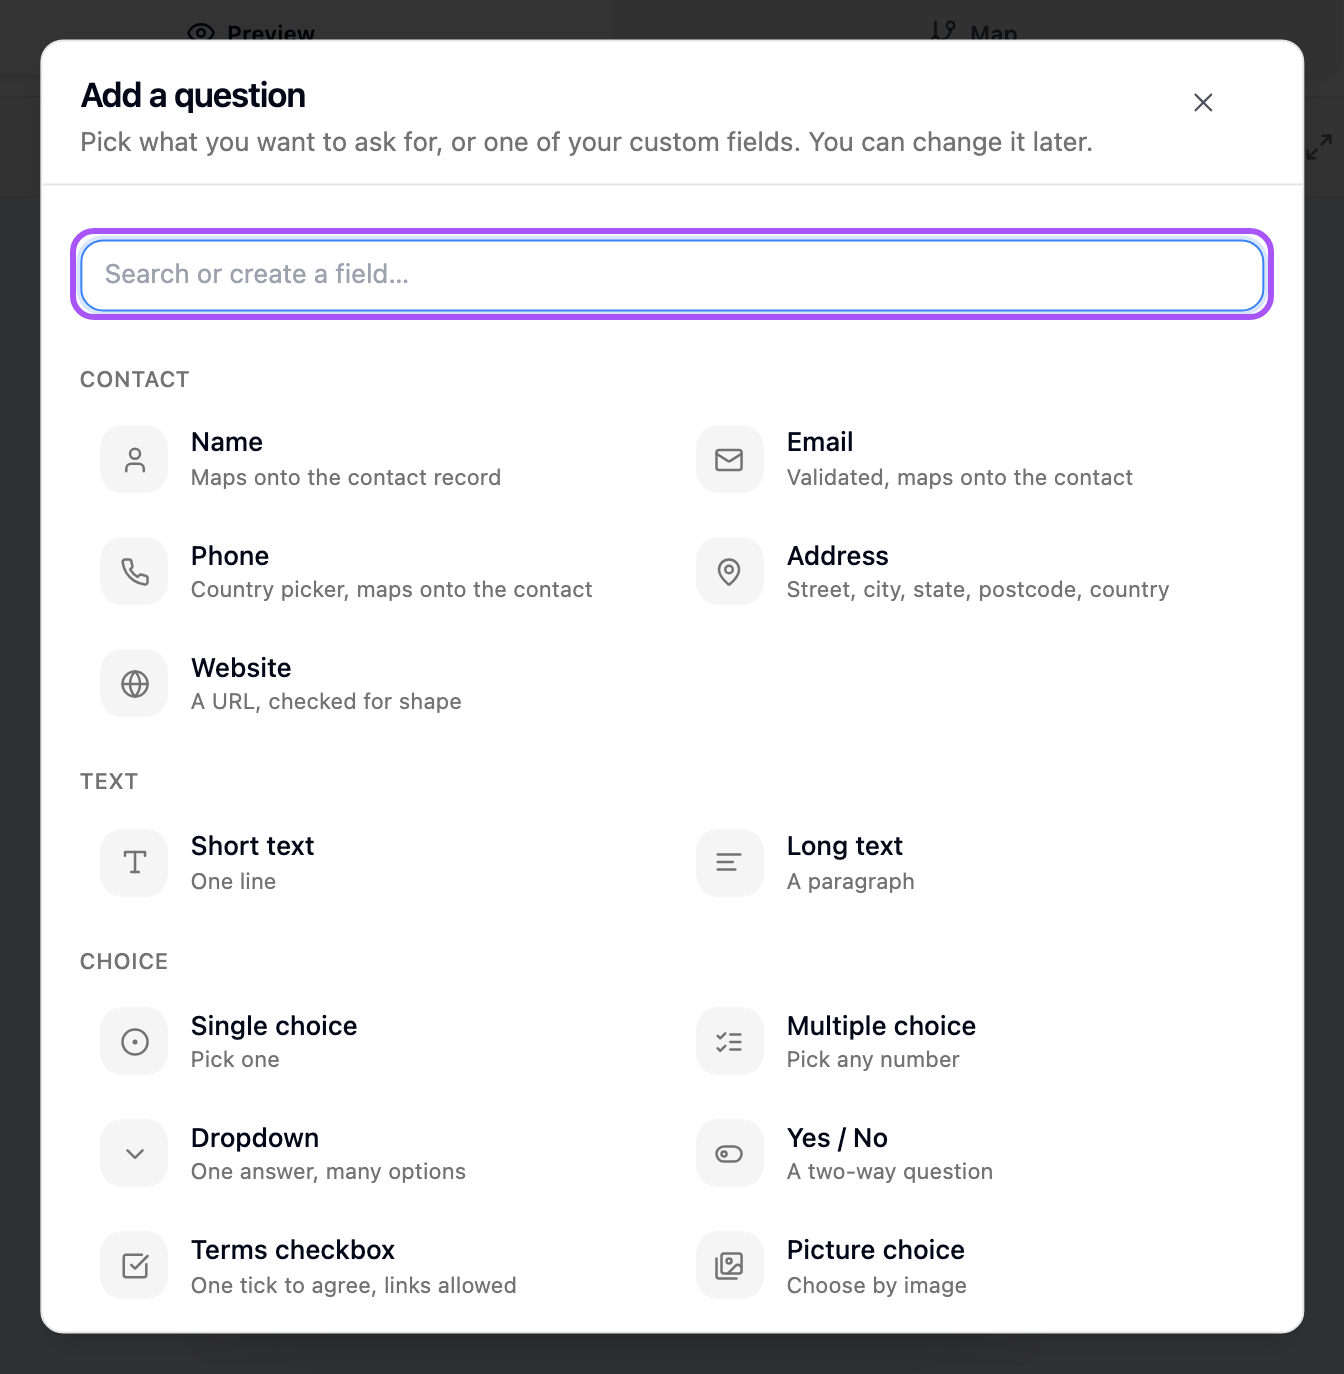 Preview
Map
Add a question
Pick what you want to ask for, or one of your custom fields. You can change it later.
Search or create a field...
CONTACT
Name
Maps onto the contact record
Email
Validated, maps onto the contact
Phone
Country picker, maps onto the contact
Address
Street, city, state, postcode, country
Website
A URL, checked for shape
TEXT
Short text
One line
Long text
A paragraph
CHOICE
Single choice
Pick one
Multiple choice
Pick any number
Dropdown
One answer, many options
Yes / No
A two-way question
Terms checkbox
One tick to agree, links allowed
Picture choice
Choose by image